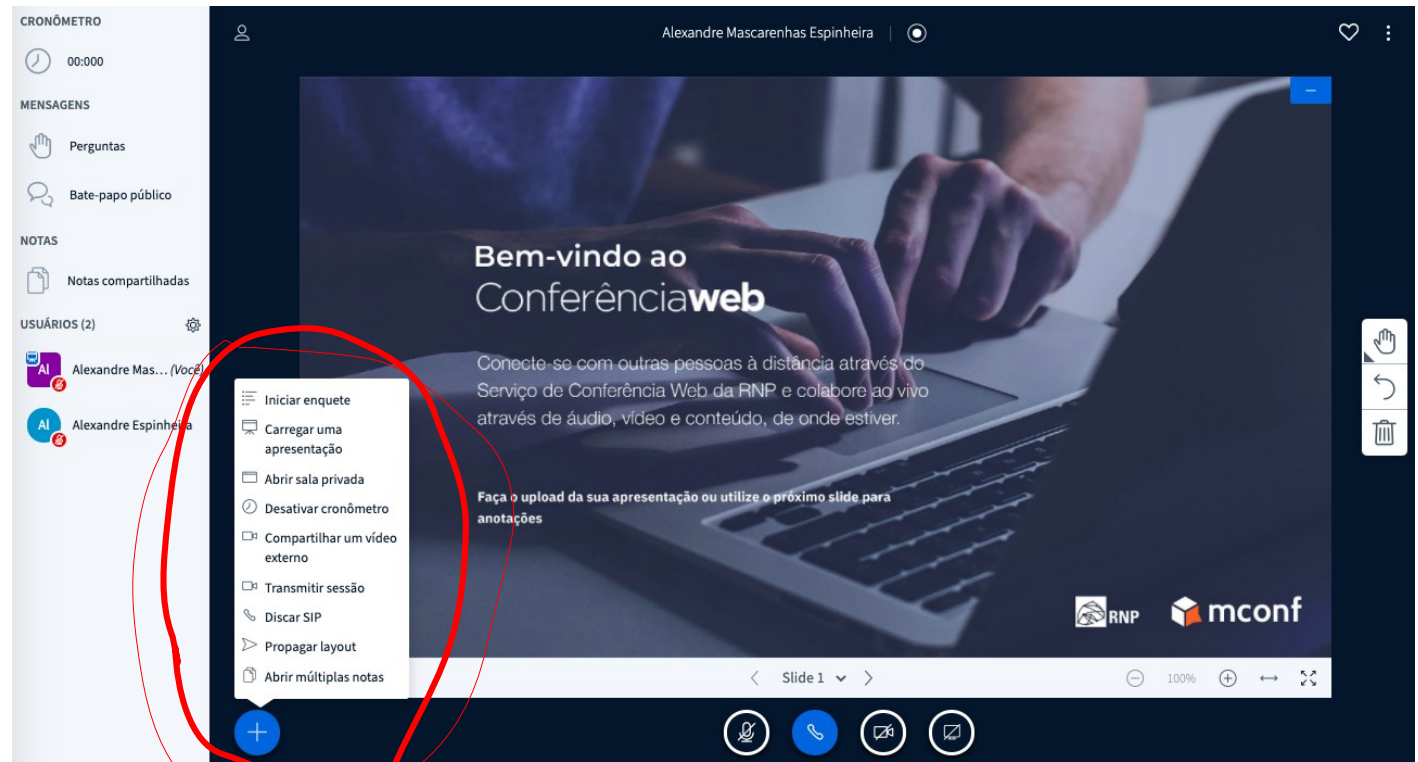 CRONÔMETRO
00:000
MENSAGENS
Perguntas
Bate-papo público
NOTAS
Notas compartilhadas
USUÁRIOS (2)
AI
Alexandre Mas... (Você)
AI
Alexandre Espinheira
Alexandre Mascarenhas Espinheira |
Bem-vindo ao
Conferênciaweb
Conecte-se com outras pessoas à distância através do
Serviço de Conferência Web da RNP e colabore ao vivo
através de áudio, vídeo e conteúdo, de onde estiver.
Faça o upload da sua apresentação ou utilize o próximo slide para
anotações
RNP
mconf
Iniciar enquete
Carregar uma
apresentação
Abrir sala privada
Desativar cronômetro
Compartilhar um vídeo
externo
Transmitir sessão
Discar SIP
Propagar layout
Abrir múltiplas notas
Slide 1
100%